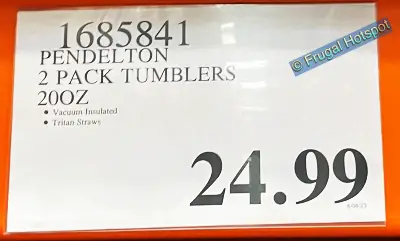 1685841
© Frugal Hotspot
PENDELTON
2 PACK TUMBLERS
20OZ
• Vacuum Insulated
• Tritan Straws
24.99